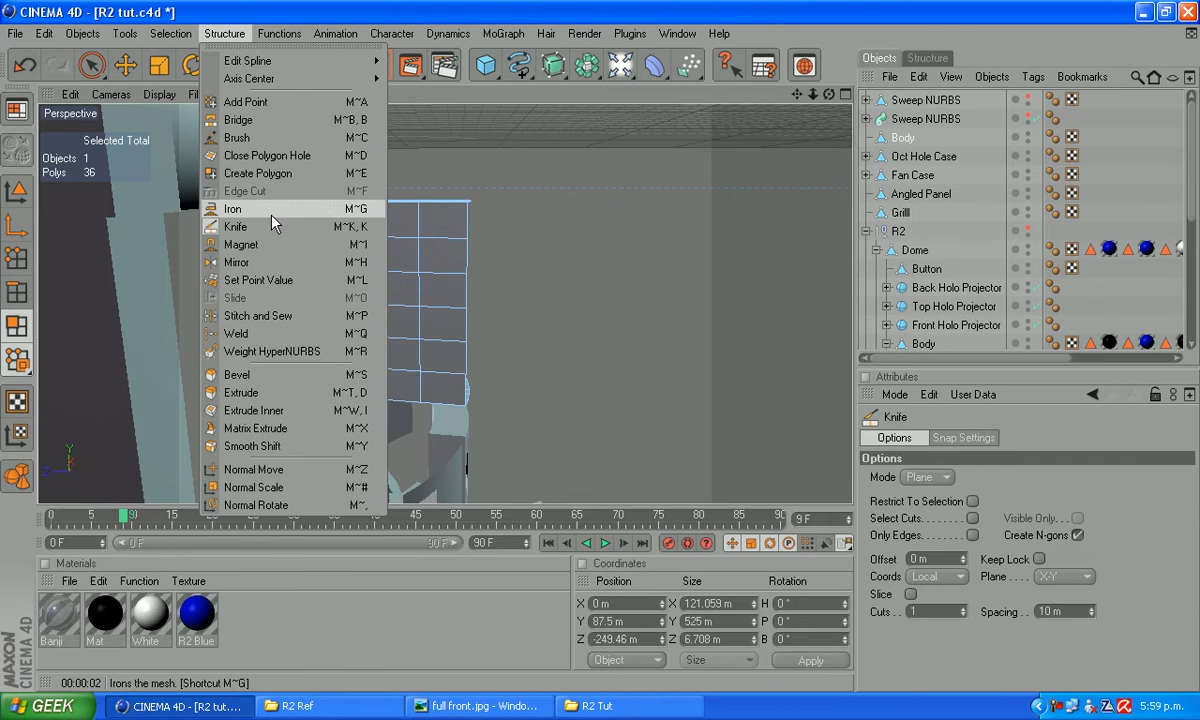 CINEMA 4D - [R2 tut.c4d *]
File Edit Objects Tools Selection Structure Functions Animation Character Dynamics MoGraph Hair Render Plugins Window Help
Edit Cameras Display
Perspective
Selected Total
Objects 1
Polys 36
Edit Spline
Axis Center
Add Point M~A
Bridge M~B, B
Brush M~C
Close Polygon Hole M~D
Create Polygon M~E
Edge Cut M~F
Iron M~G
Knife M~K, K
Magnet M~I
Mirror M~H
Set Point Value M~L
Slide M~O
Stitch and Sew M~P
Weld M~Q
Weight HyperNURBS M~R
Bevel M~S
Extrude M~T, D
Extrude Inner M~W, I
Matrix Extrude M~X
Smooth Shift M~Y
Normal Move M~Z
Normal Scale M~#
Normal Rotate M~,
Objects Structure
File Edit View Objects Tags Bookmarks
Sweep NURBS
Sweep NURBS
Body
Oct Hole Case
Fan Case
Angled Panel
Grill
R2
Dome
Button
Back Holo Projector
Top Holo Projector
Front Holo Projector
Body
Attributes
Mode Edit User Data
Knife
Options Snap Settings
Options
Mode Plane
Restrict To Selection
Select Cuts Visible Only
Only Edges Create N-gons
Offset 0 m Keep Lock
Coords Local Plane X-Y
Slice
Cuts 1 Spacing 10 m
0 5 9 45 50 55 60 65 70 75 80 85 90 9 F
0 F 0 F 90 F 90 F
Materials
File Edit Function Texture
Banji Mat White R2 Blue
Coordinates
Position Size Rotation
X 0 m X 121.059 m H 0 °
Y 87.5 m Y 525 m P 0 °
Z -249.46 m Z 6.708 m B 0 °
Object Size Apply
MAXON CINEMA 4D
00:00:02 Irons the mesh. [Shortcut M~G]
GEEK CINEMA 4D - [R2 tut.... R2 Ref full front.jpg - Windo... R2 Tut 5:59 p.m.